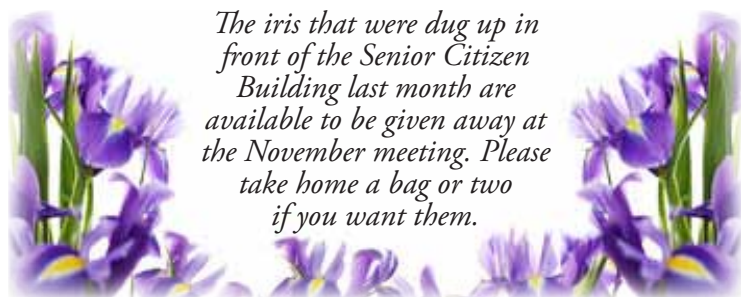 The iris that were dug up in
front of the Senior Citizen
Building last month are
available to be given away at
the November meeting. Please
take home a bag or two
if you want them.